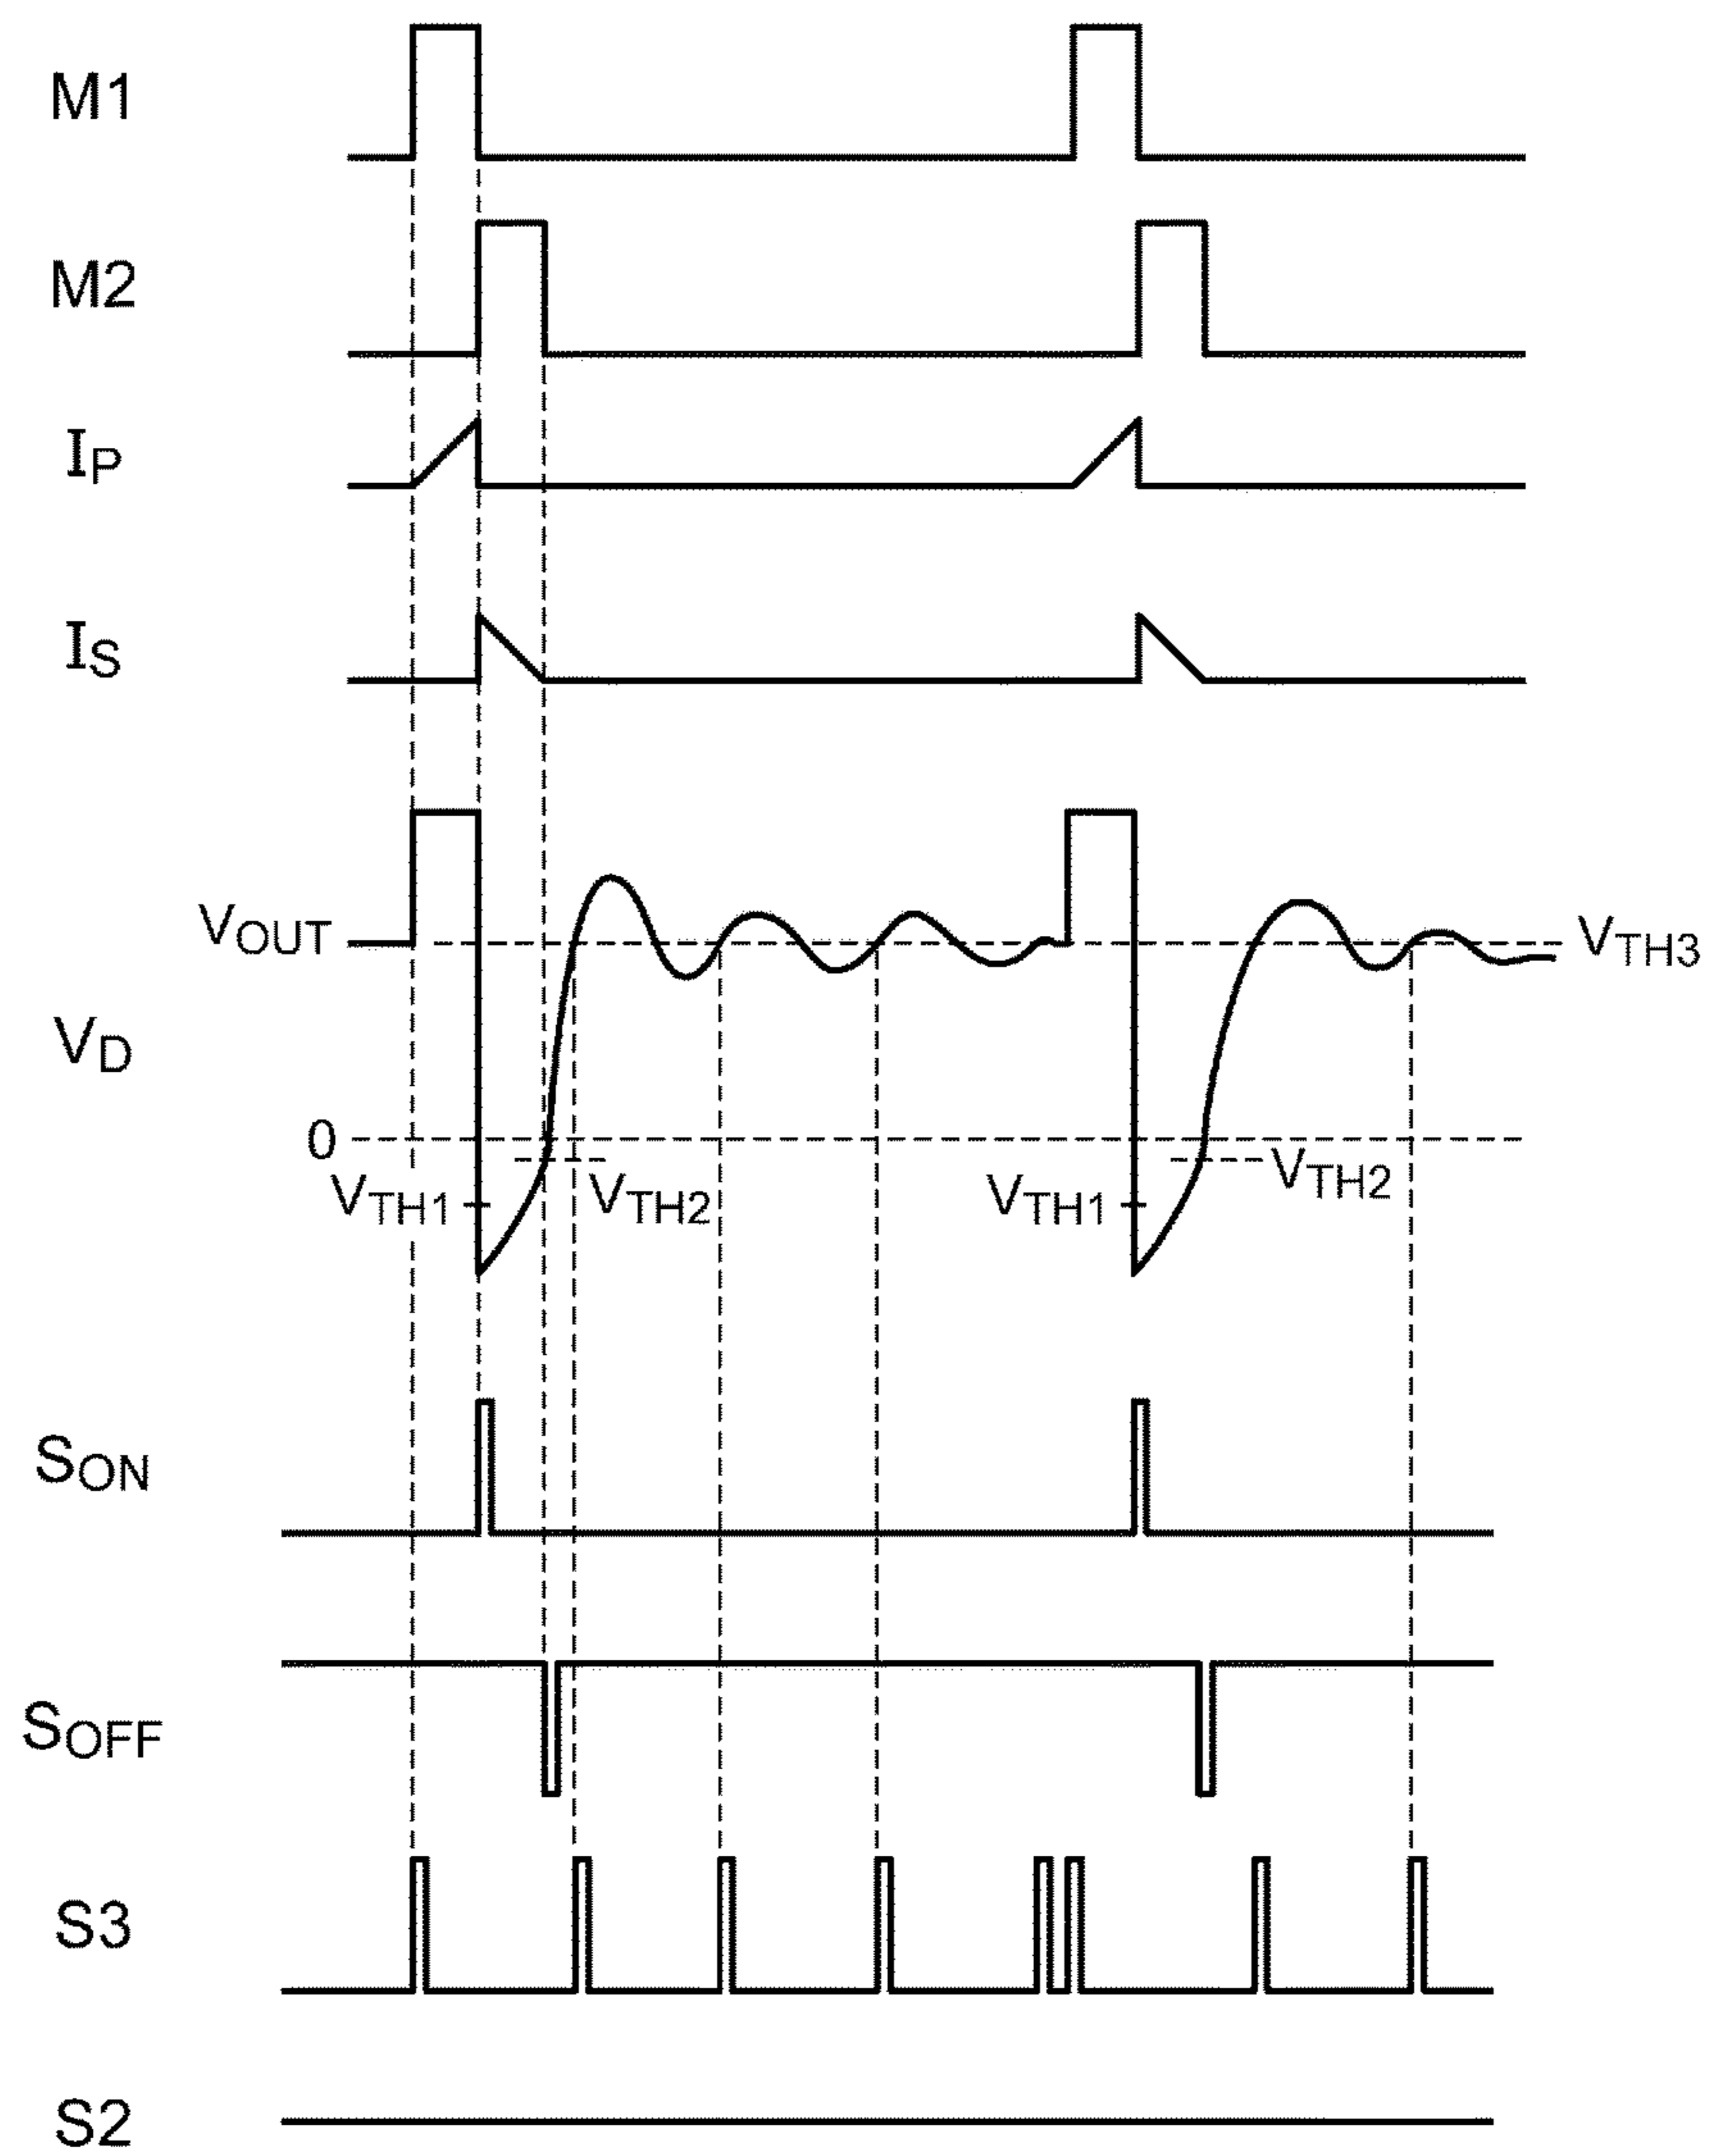 M1
M2
IP
IS
VOUT
VTH3
VD
0
VTH1
VTH2
VTH1
VTH2
SON
SOFF
S3
S2